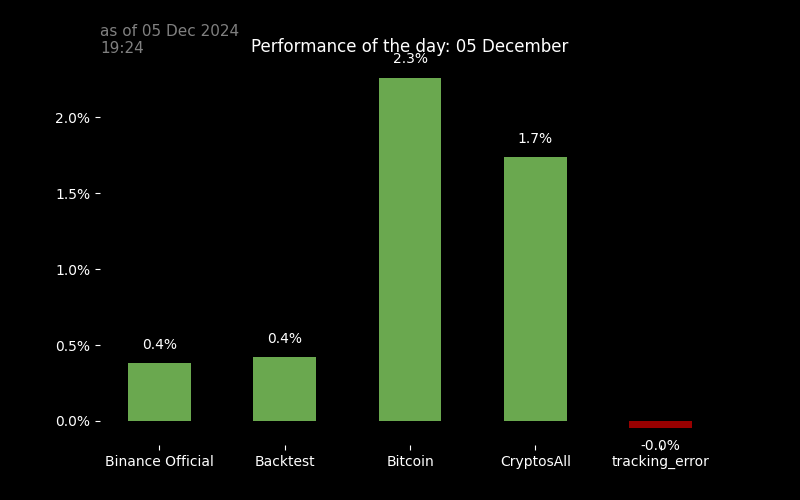 as of 05 Dec 2024
19:24
Performance of the day: 05 December
2.3%
2.0%
1.7%
1.5%
1.0%
0.5%
0.4%
0.4%
0.0%
-0.0%
Binance Official
Backtest
Bitcoin
CryptosAll
tracking_error